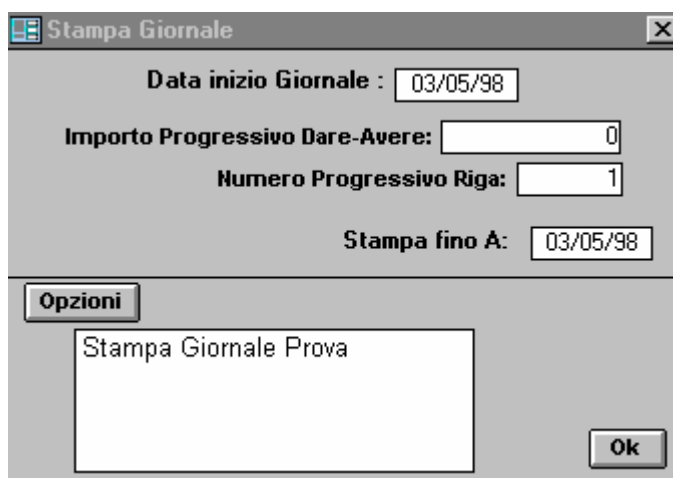 Stampa Giornale
Data inizio Giornale : 03/05/98
Importo Progressivo Dare-Avere: 0
Numero Progressivo Riga: 1
Stampa fino A: 03/05/98
Opzioni
Stampa Giornale Prova
Ok